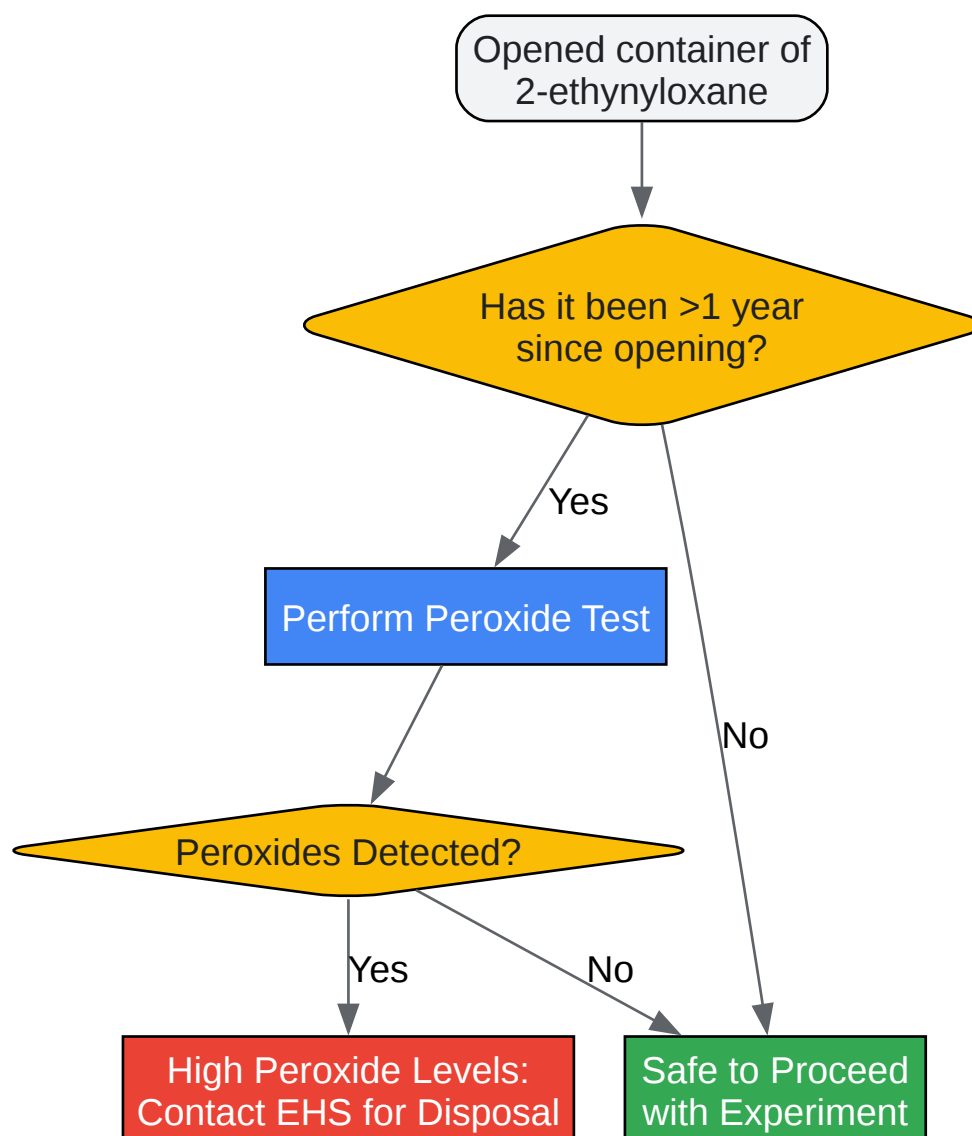 Opened container of
2-ethynyloxane
Has it been >1 year
since opening?
Yes
Perform Peroxide Test
No
Peroxides Detected?
Yes
No
High Peroxide Levels:
Contact EHS for Disposal
Safe to Proceed
with Experiment